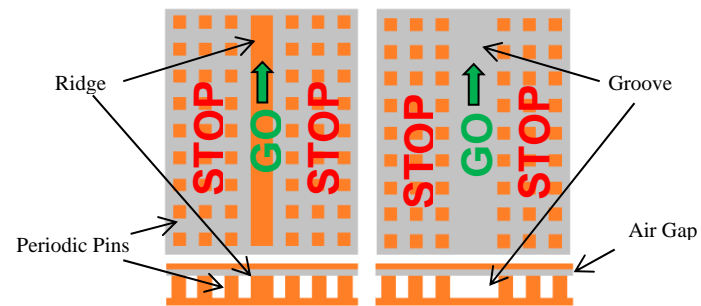 Ridge
STOP
GO
STOP
STOP
GO
STOP
Groove
Periodic Pins
Air Gap